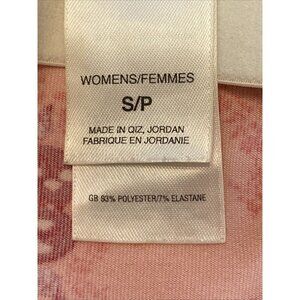 WOMENS/FEMMES
S/P
MADE IN QIZ, JORDAN
FABRIQUE EN JORDANIE
GB 93% POLYESTER/7% ELASTANE